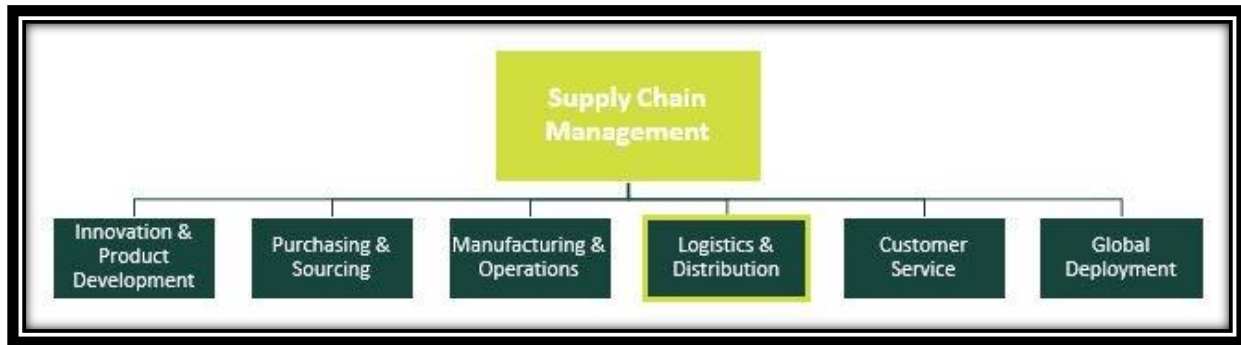 Supply Chain
Management
Innovation &
Product
Development
Purchasing &
Sourcing
Manufacturing &
Operations
Logistics &
Distribution
Customer
Service
Global
Deployment